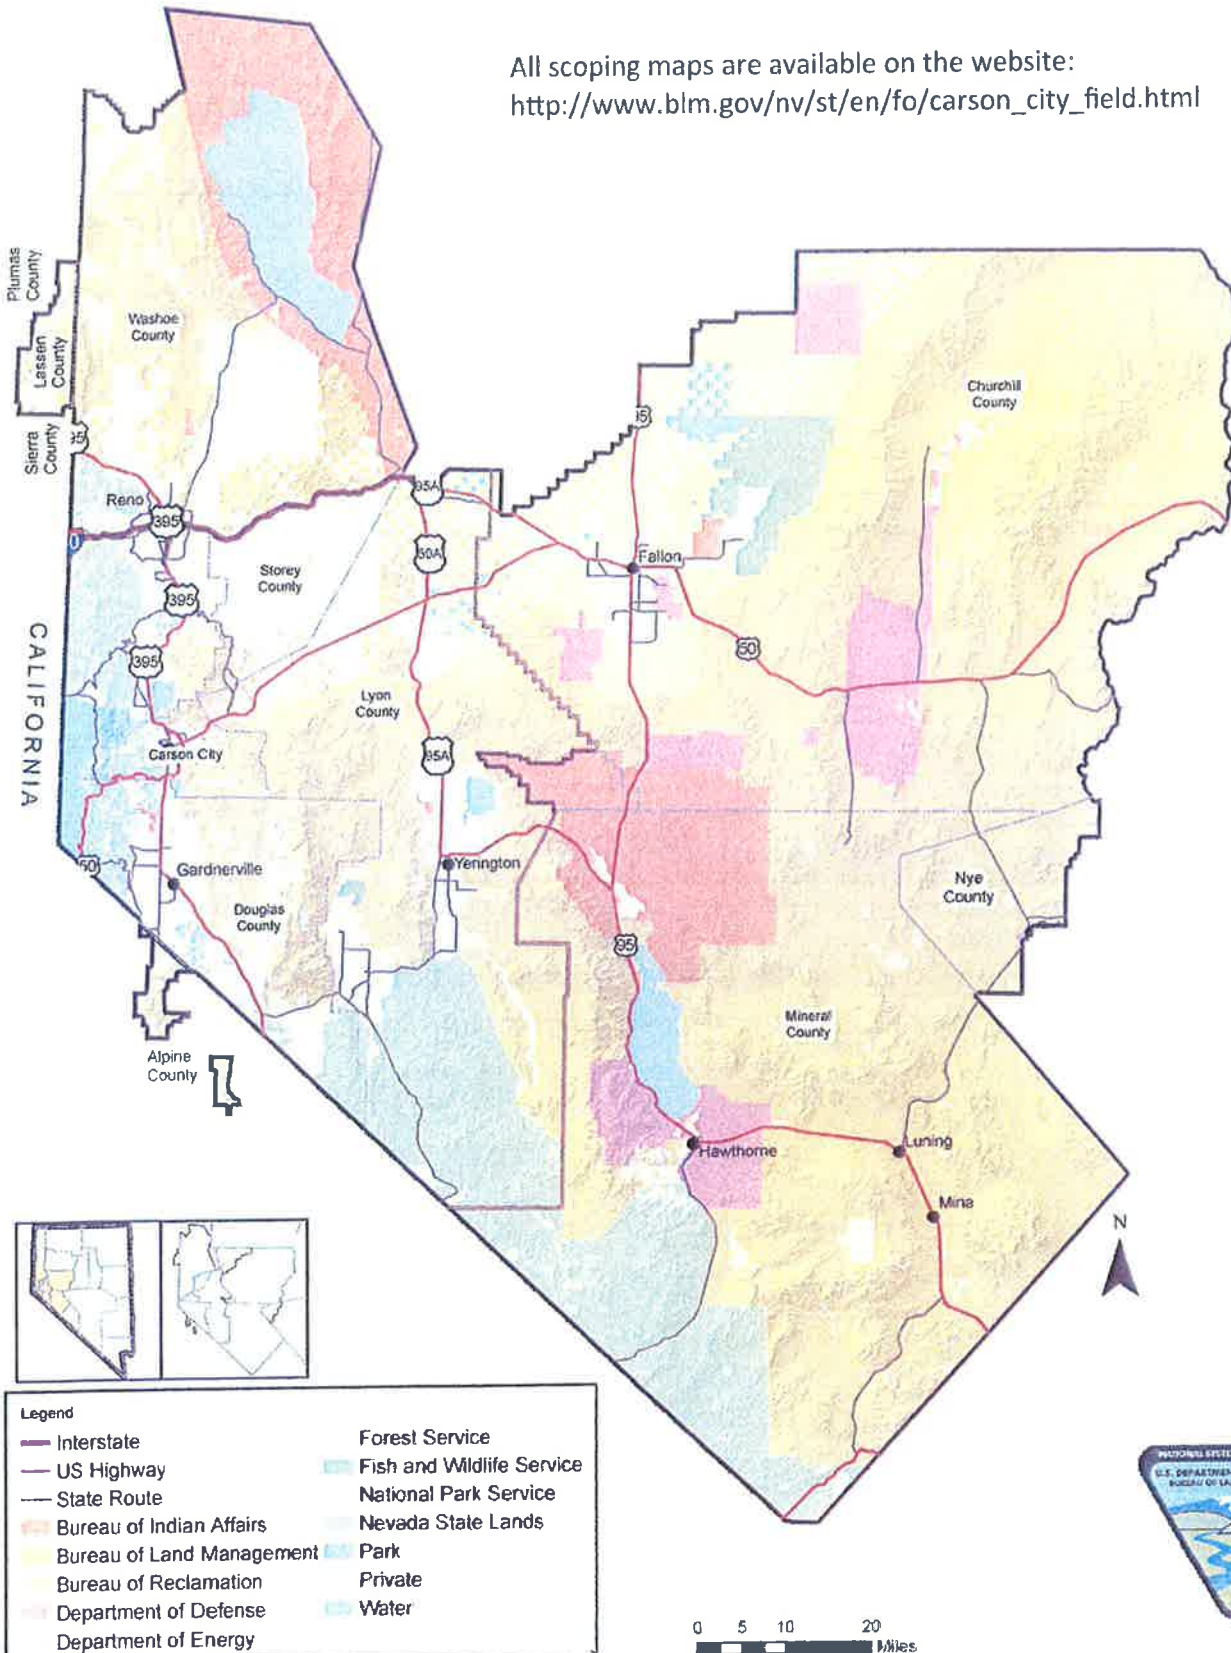 All scoping maps are available on the website:
http://www.blm.gov/nv/st/en/fo/carson_city_field.html
Plumas
County
Lassen
County
Sierra
County
Washoe
County
Churchill
County
95
Reno
395
95A
50A
Fallon
Storey
County
395
395
50
CALIFORNIA
Lyon
County
Carson City
95A
50
Gardnerville
Yerington
Douglas
County
Nye
County
95
Mineral
County
Alpine
County
Hawthorne
Luning
Mina
N
Legend
Interstate
US Highway
State Route
Bureau of Indian Affairs
Bureau of Land Management
Bureau of Reclamation
Department of Defense
Department of Energy
Forest Service
Fish and Wildlife Service
National Park Service
Nevada State Lands
Park
Private
Water
0 5 10 20
Miles
U.S. DEPARTMEN